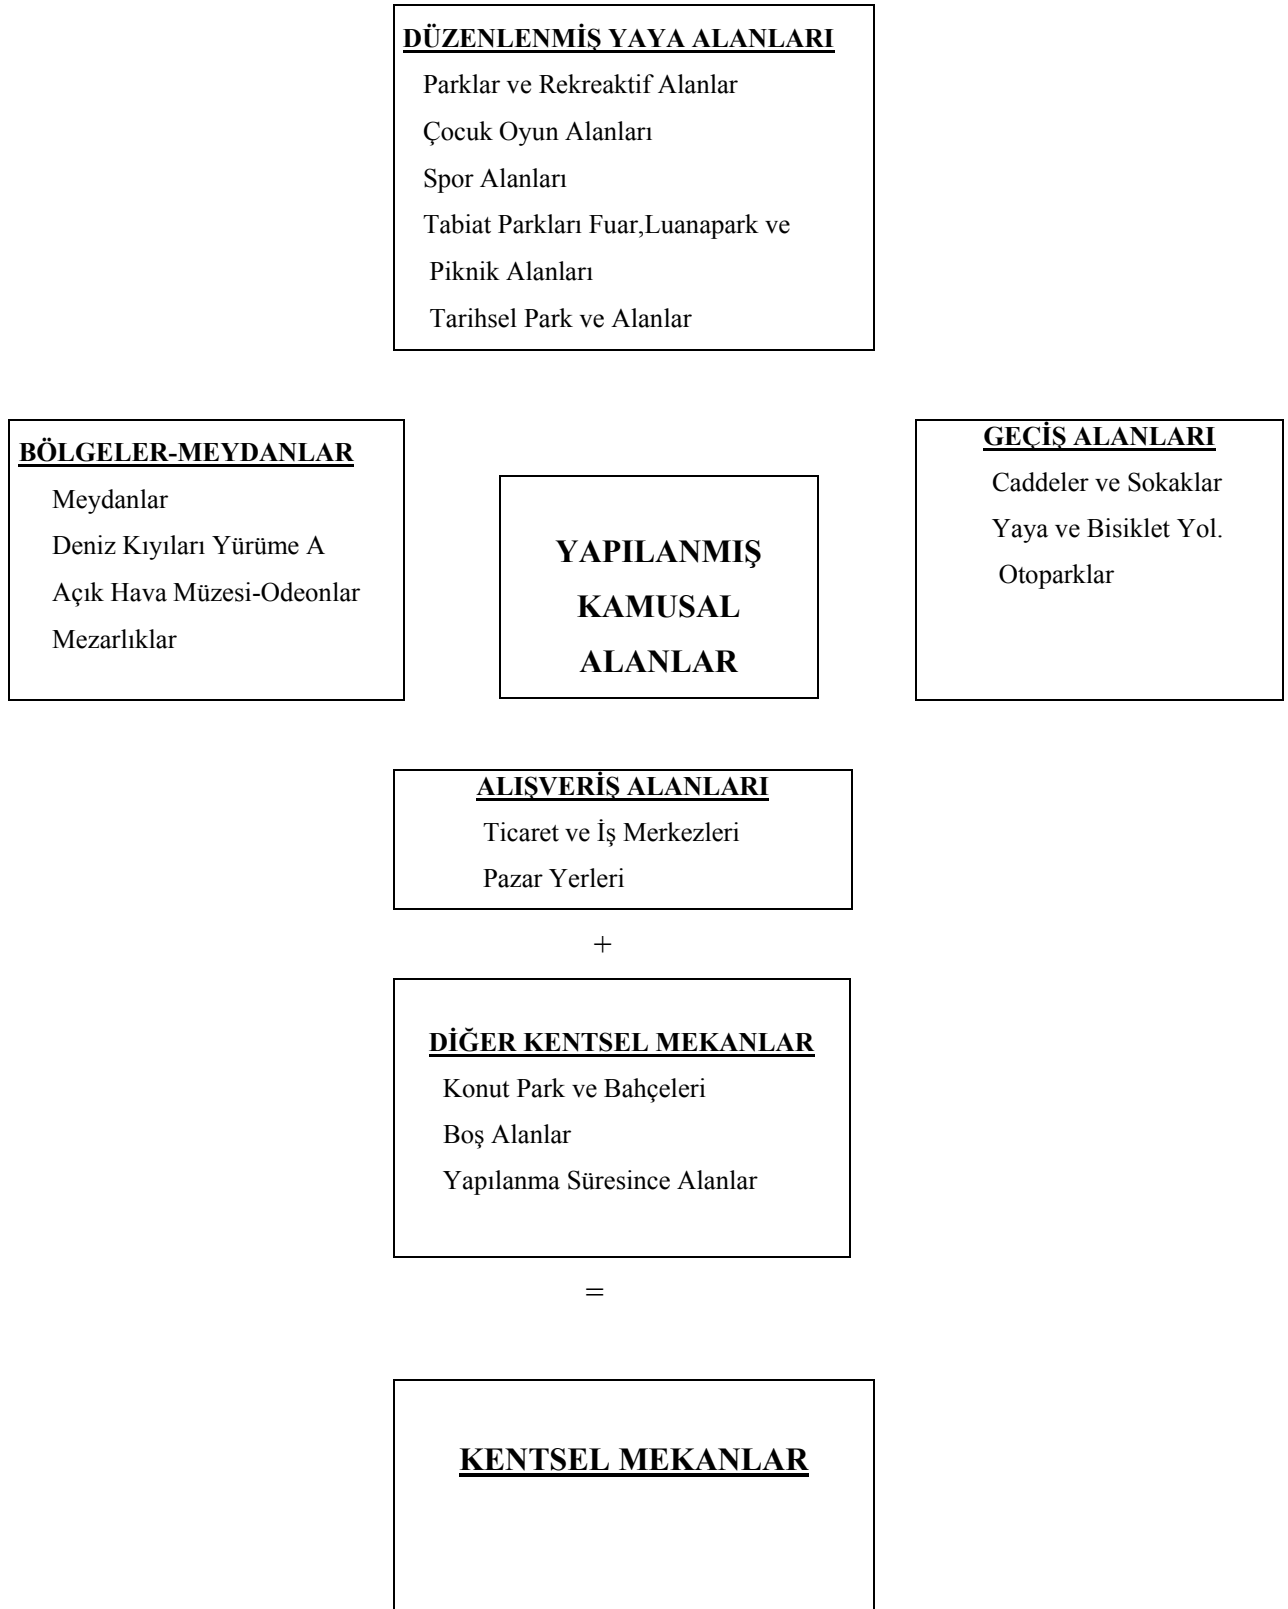 DÜZENLENMİŞ YAYA ALANLARI
Parklar ve Rekreaktif Alanlar
Çocuk Oyun Alanları
Spor Alanları
Tabiat Parkları Fuar,Luanapark ve
Piknik Alanları
Tarihsel Park ve Alanlar
BÖLGELER-MEYDANLAR
Meydanlar
Deniz Kıyıları Yürüme A
Açık Hava Müzesi-Odeonlar
Mezarlıklar
YAPILANMIŞ
KAMUSAL
ALANLAR
GEÇİŞ ALANLARI
Caddeler ve Sokaklar
Yaya ve Bisiklet Yol.
Otoparklar
ALIŞVERİŞ ALANLARI
Ticaret ve İş Merkezleri
Pazar Yerleri
+
DİĞER KENTSEL MEKANLAR
Konut Park ve Bahçeleri
Boş Alanlar
Yapılanma Süresince Alanlar
=
KENTSEL MEKANLAR